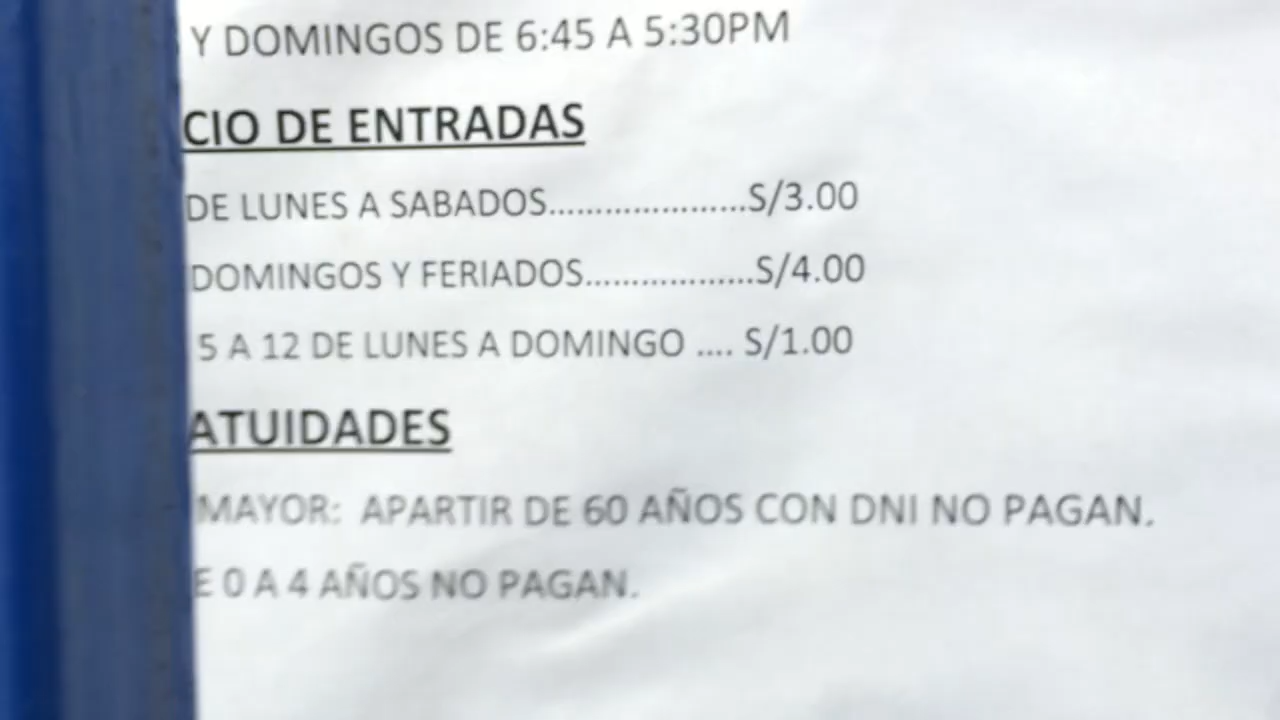 Y DOMINGOS DE 6:45 A 5:30PM
CIO DE ENTRADAS
DE LUNES A SABADOS.....................S/3.00
DOMINGOS Y FERIADOS..................S/4.00
5 A 12 DE LUNES A DOMINGO .... S/1.00
ATUIDADES
MAYOR: APARTIR DE 60 AÑOS CON DNI NO PAGAN.
E 0 A 4 AÑOS NO PAGAN.